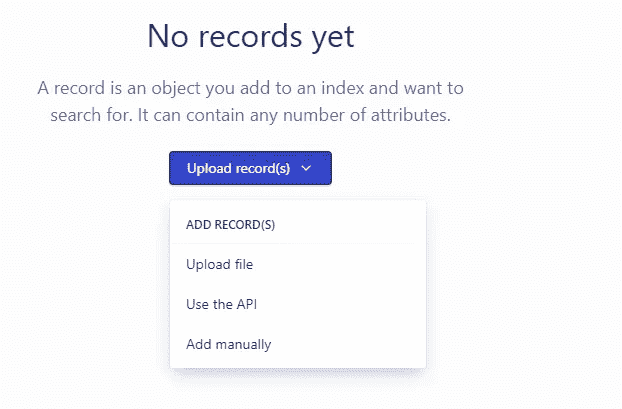 No records yet
A record is an object you add to an index and want to
search for. It can contain any number of attributes.
Upload record(s)
ADD RECORD(S)
Upload file
Use the API
Add manually